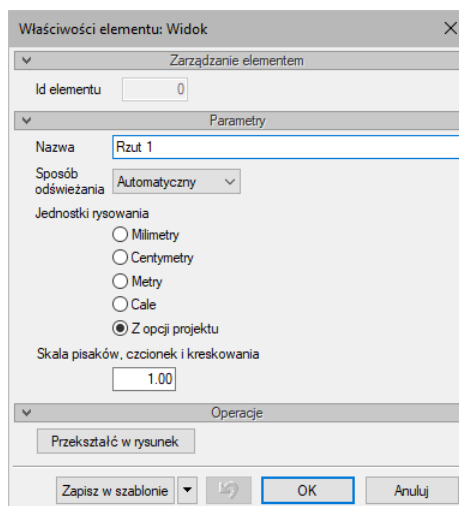 Właściwości elementu: Widok
Zarządzanie elementem
Id elementu 0
Parametry
Nazwa Rzut 1
Sposób
odświeżania Automatyczny
Jednostki rysowania
Milimetry
Centymetry
Metry
Cale
Z opcji projektu
Skala pisaków, czcionek i kreskowania
1.00
Operacje
Przekształć w rysunek
Zapisz w szablonie OK Anuluj